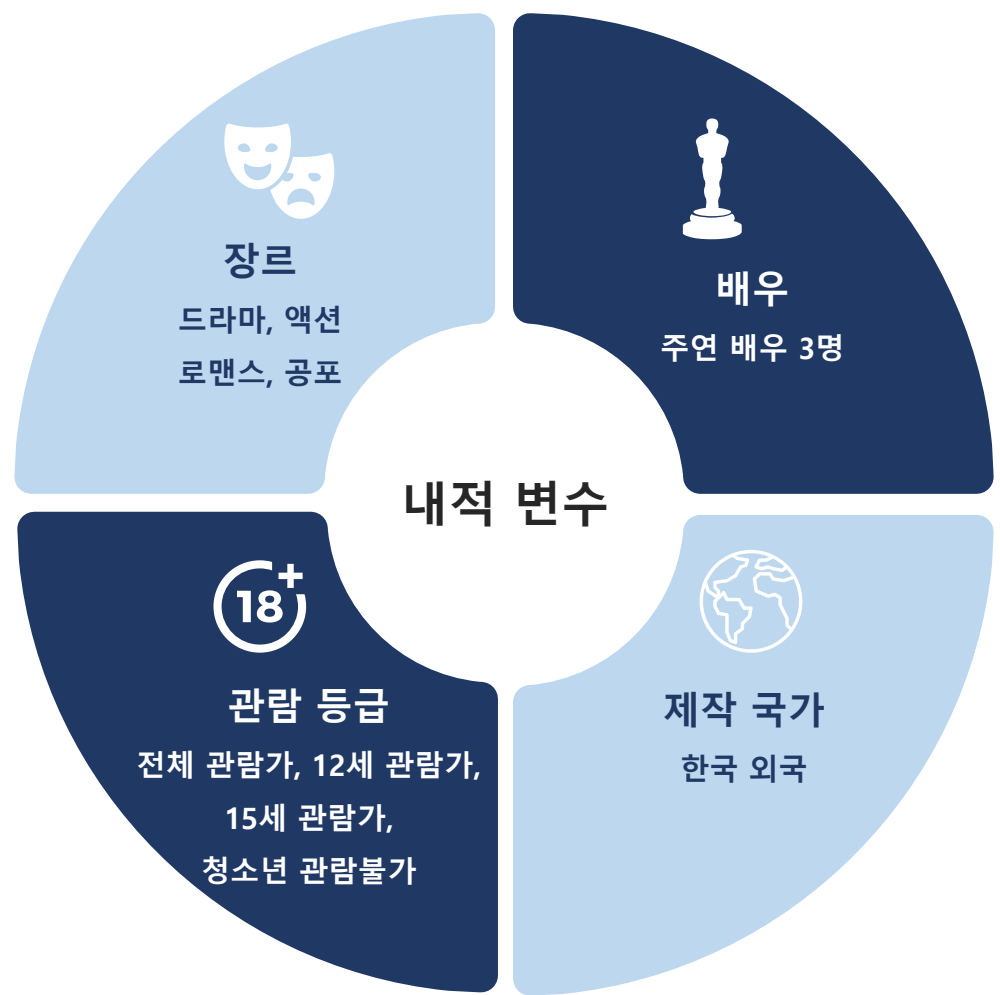 장르
드라마, 액션
로맨스, 공포
배우
주연 배우 3명
내적 변수
18+
관람 등급
전체 관람가, 12세 관람가,
15세 관람가,
청소년 관람불가
제작 국가
한국 외국